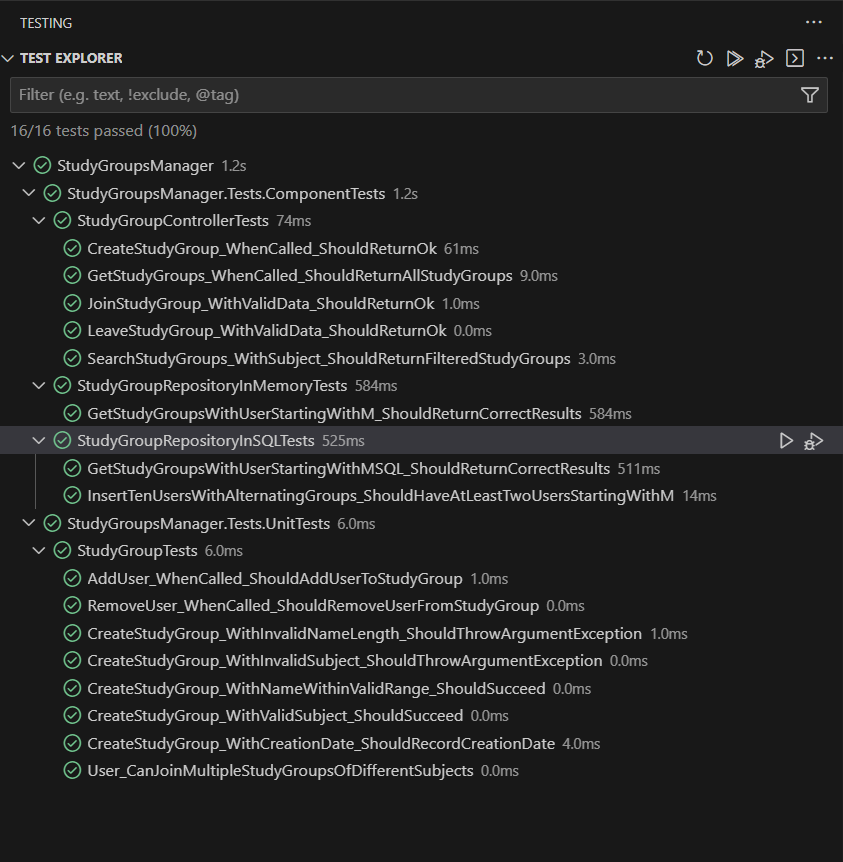 TESTING
TEST EXPLORER
Filter (e.g. text, !exclude, @tag)
16/16 tests passed (100%)
StudyGroupsManager 1.2s
StudyGroupsManager.Tests.ComponentTests 1.2s
StudyGroupControllerTests 74ms
CreateStudyGroup_WhenCalled_ShouldReturnOk 61ms
GetStudyGroups_WhenCalled_ShouldReturnAllStudyGroups 9.0ms
JoinStudyGroup_WithValidData_ShouldReturnOk 1.0ms
LeaveStudyGroup_WithValidData_ShouldReturnOk 0.0ms
SearchStudyGroups_WithSubject_ShouldReturnFilteredStudyGroups 3.0ms
StudyGroupRepositoryInMemoryTests 584ms
GetStudyGroupsWithUserStartingWithM_ShouldReturnCorrectResults 584ms
StudyGroupRepositoryInSQLTests 525ms
GetStudyGroupsWithUserStartingWithMSQL_ShouldReturnCorrectResults 511ms
InsertTenUsersWithAlternatingGroups_ShouldHaveAtLeastTwoUsersStartingWithM 14ms
StudyGroupsManager.Tests.UnitTests 6.0ms
StudyGroupTests 6.0ms
AddUser_WhenCalled_ShouldAddUserToStudyGroup 1.0ms
RemoveUser_WhenCalled_ShouldRemoveUserFromStudyGroup 0.0ms
CreateStudyGroup_WithInvalidNameLength_ShouldThrowArgumentException 1.0ms
CreateStudyGroup_WithInvalidSubject_ShouldThrowArgumentException 0.0ms
CreateStudyGroup_WithNameWithinValidRange_ShouldSucceed 0.0ms
CreateStudyGroup_WithValidSubject_ShouldSucceed 0.0ms
CreateStudyGroup_WithCreationDate_ShouldRecordCreationDate 4.0ms
User_CanJoinMultipleStudyGroupsOfDifferentSubjects 0.0ms